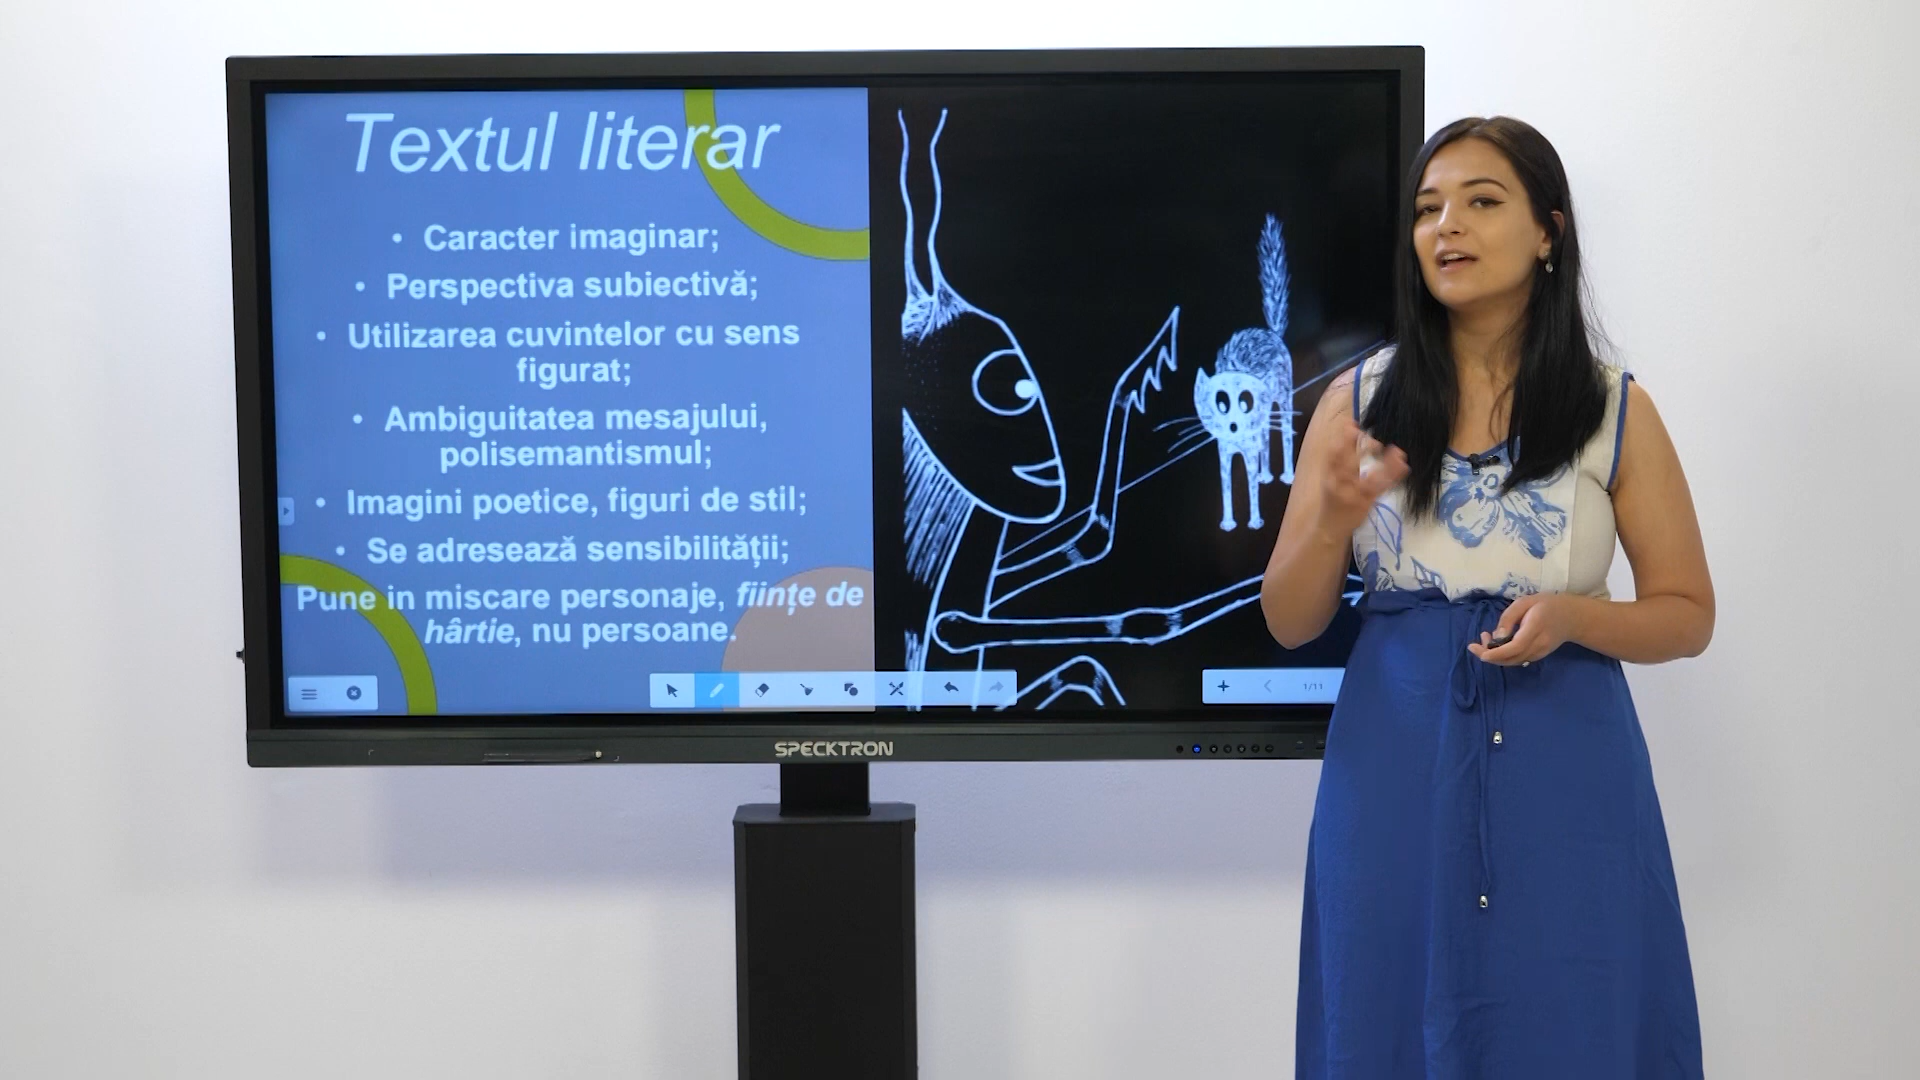 Textul literar
• Caracter imaginar;
• Perspectiva subiectivă;
• Utilizarea cuvintelor cu sens
figurat;
• Ambiguitatea mesajului,
polisemantismul;
• Imagini poetice, figuri de stil;
• Se adresează sensibilității;
Pune in miscare personaje, ființe de
hârtie, nu persoane.
1/11
SPECKTRON